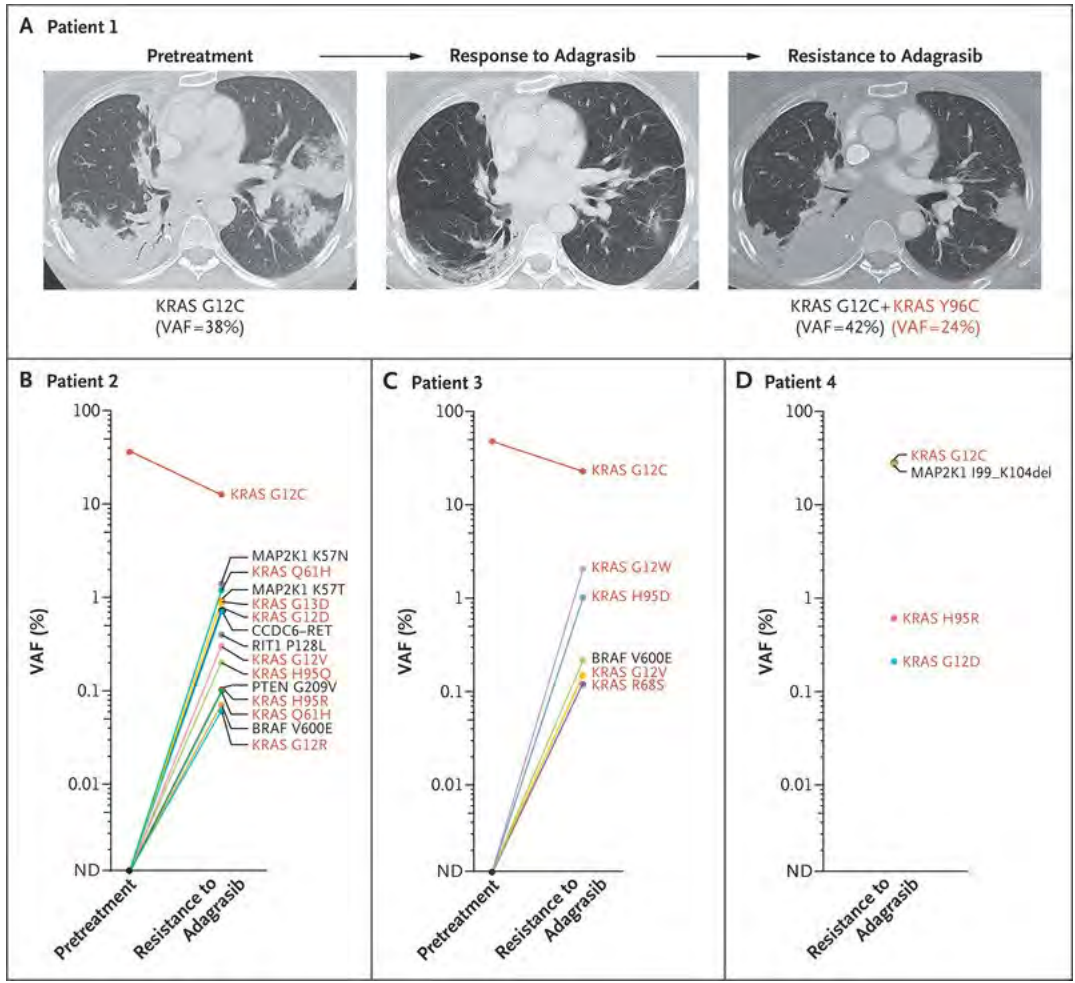 A Patient 1
Pretreatment
Response to Adagrasib
Resistance to Adagrasib
KRAS G12C
(VAF=38%)
KRAS G12C+KRAS Y96C
(VAF=42%) (VAF=24%)
B Patient 2
100
10
1
0.1
0.01
ND
VAF (%)
KRAS G12C
MAP2K1 K57N
KRAS Q61H
MAP2K1 K57T
KRAS G13D
KRAS G12D
CCDC6–RET
RIT1 P128L
KRAS G12V
KRAS H95Q
PTEN G209V
KRAS H95R
KRAS Q61H
BRAF V600E
KRAS G12R
Pretreatment
Resistance to
Adagrasib
C Patient 3
100
10
1
0.1
0.01
ND
VAF (%)
KRAS G12C
KRAS G12W
KRAS H95D
BRAF V600E
KRAS G12V
KRAS R68S
Pretreatment
Resistance to
Adagrasib
D Patient 4
100
10
1
0.1
0.01
ND
VAF (%)
KRAS G12C
MAP2K1 I99_K104del
KRAS H95R
KRAS G12D
Resistance to
Adagrasib